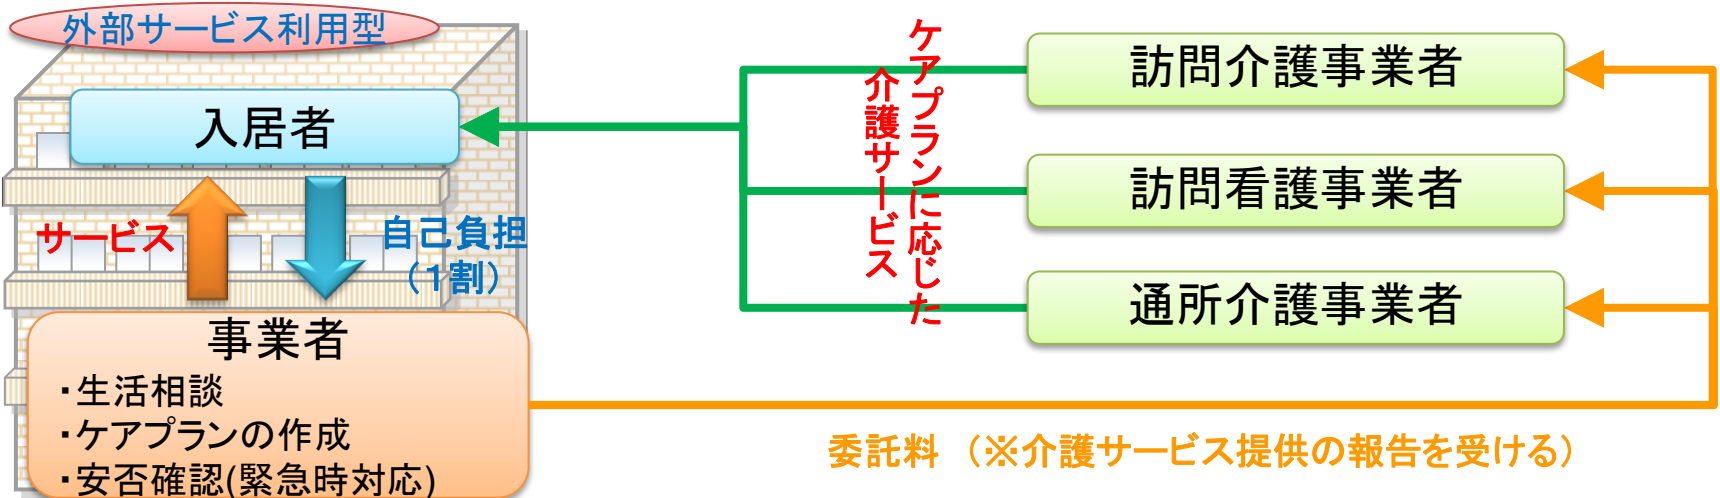 外部サービス利用型
入居者
サービス
自己負担
（１割）
事業者
・生活相談
・ケアプランの作成
・安否確認(緊急時対応)
ケアプランに応じた
介護サービス
訪問介護事業者
訪問看護事業者
通所介護事業者
委託料　（※介護サービス提供の報告を受ける）